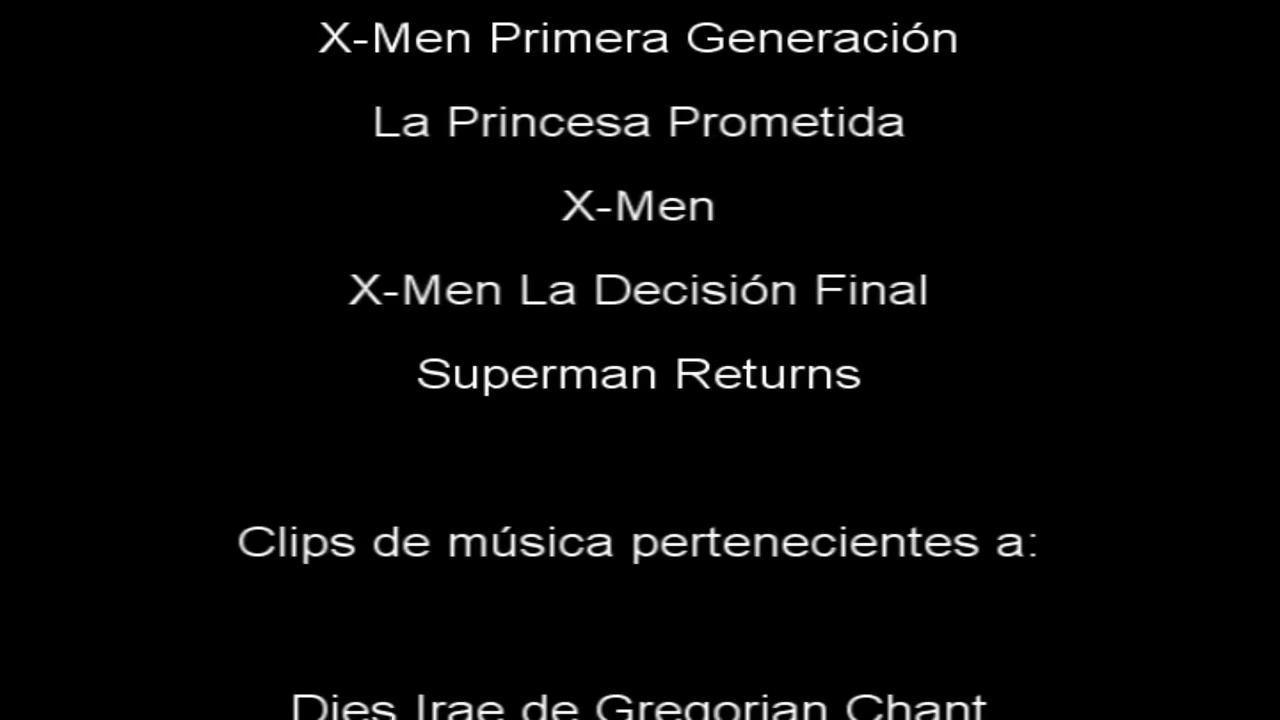 X-Men Primera Generación
La Princesa Prometida
X-Men
X-Men La Decisión Final
Superman Returns
Clips de música pertenecientes a:
Dies Irae de Gregorian Chant